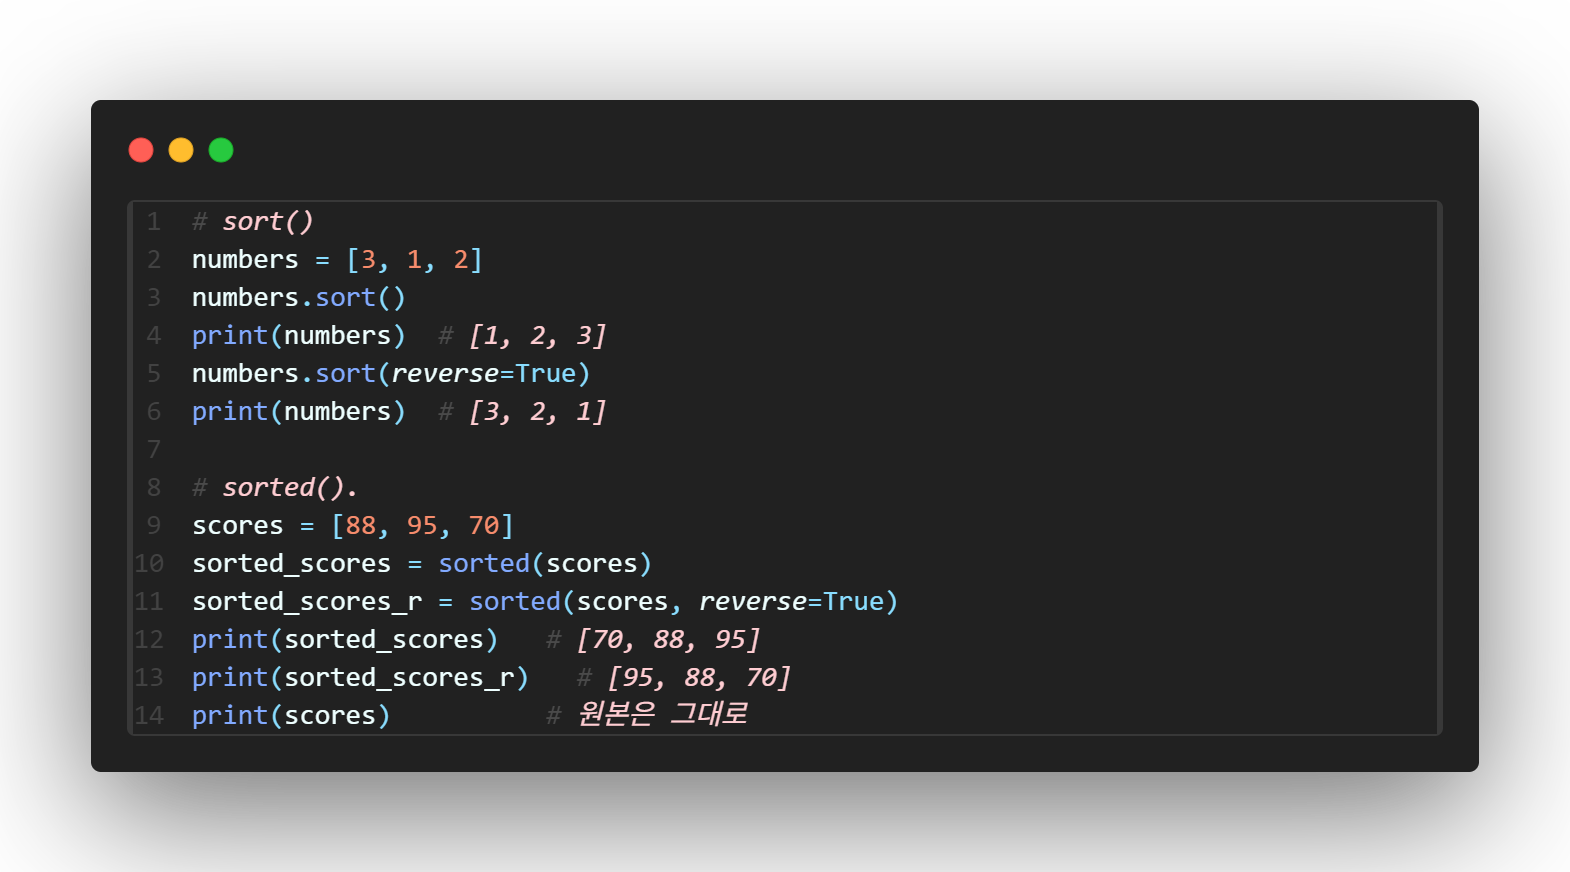 1 # sort()
2 numbers = [3, 1, 2]
3 numbers.sort()
4 print(numbers)  # [1, 2, 3]
5 numbers.sort(reverse=True)
6 print(numbers)  # [3, 2, 1]
7
8 # sorted().
9 scores = [88, 95, 70]
10 sorted_scores = sorted(scores)
11 sorted_scores_r = sorted(scores, reverse=True)
12 print(sorted_scores)   # [70, 88, 95]
13 print(sorted_scores_r)   # [95, 88, 70]
14 print(scores)          # 원본은 그대로